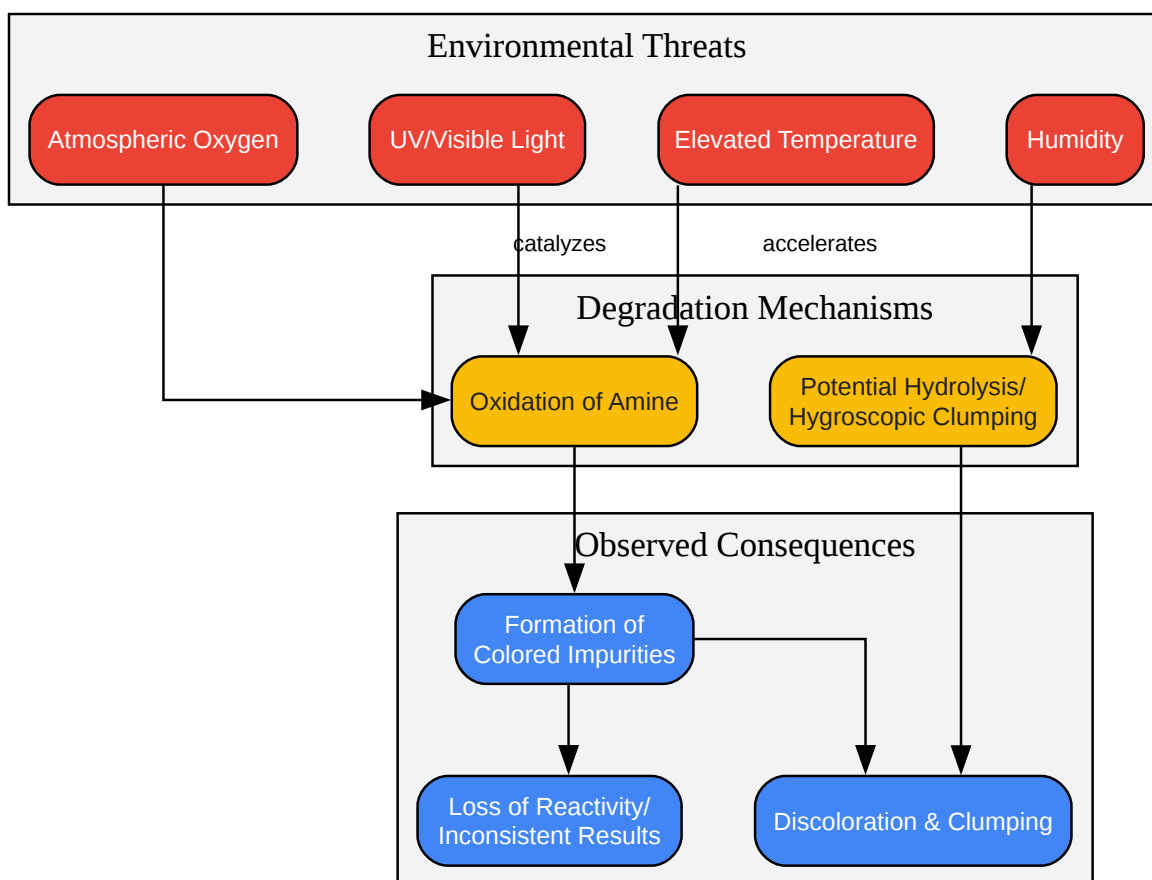 Environmental Threats
Atmospheric Oxygen
UV/Visible Light
Elevated Temperature
Humidity
catalyzes
accelerates
Degradation Mechanisms
Oxidation of Amine
Potential Hydrolysis/
Hygroscopic Clumping
Observed Consequences
Formation of
Colored Impurities
Loss of Reactivity/
Inconsistent Results
Discoloration & Clumping